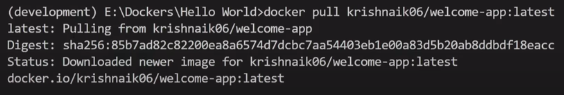 (development) E:\Dockers\Hello World>docker pull krishnaik06/welcome-app:latest
latest: Pulling from krishnaik06/welcome-app
Digest: sha256:85b7ad82c82200ea8a6574d7dcbc7aa54403eb1e00a83d5b20ab8ddbdf18eacc
Status: Downloaded newer image for krishnaik06/welcome-app:latest
docker.io/krishnaik06/welcome-app:latest